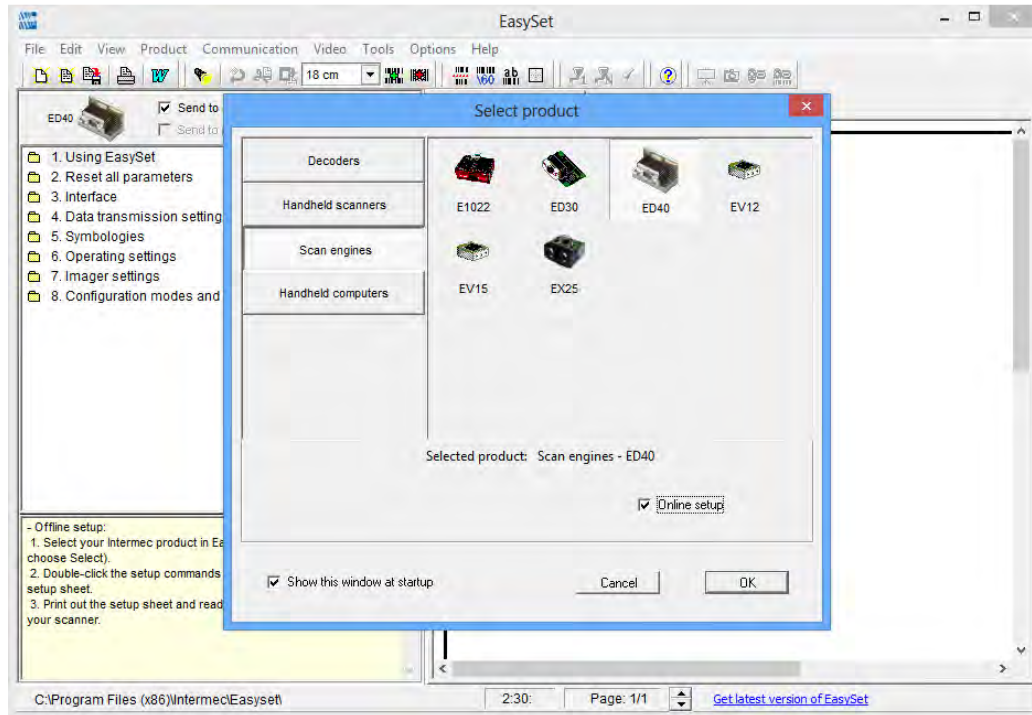 EasySet
File Edit View Product Communication Video Tools Options Help
18 cm
ED40
Send to
Send to
1. Using EasySet
2. Reset all parameters
3. Interface
4. Data transmission setting
5. Symbologies
6. Operating settings
7. Imager settings
8. Configuration modes and
Select product
Decoders
Handheld scanners
Scan engines
Handheld computers
E1022 ED30 ED40 EV12
EV15 EX25
Selected product: Scan engines - ED40
Online setup
Show this window at startup
Cancel OK
- Offline setup:
1. Select your Intermec product in Ea
choose Select).
2. Double-click the setup commands
setup sheet.
3. Print out the setup sheet and read
your scanner.
C:\Program Files (x86)\Intermec\Easyset\ 2:30: Page: 1/1 Get latest version of EasySet